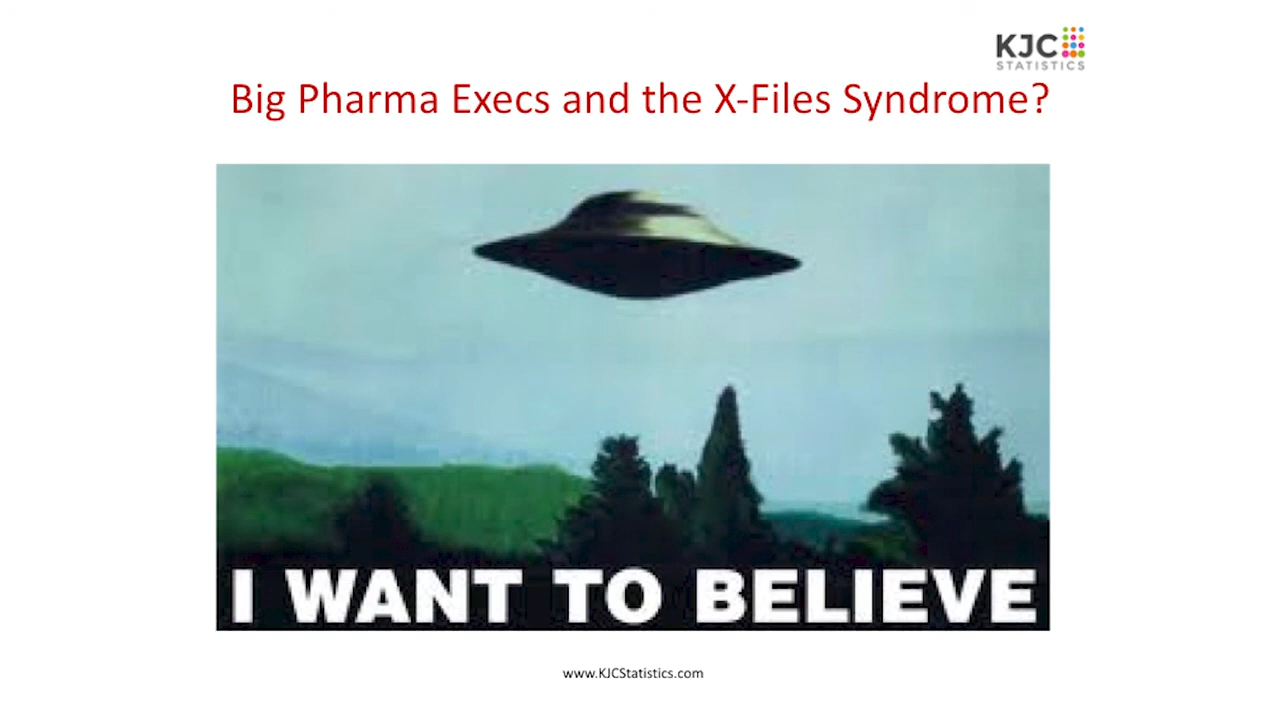 KJC
STATISTICS
Big Pharma Execs and the X-Files Syndrome?
I WANT TO BELIEVE
www.KJCStatistics.com